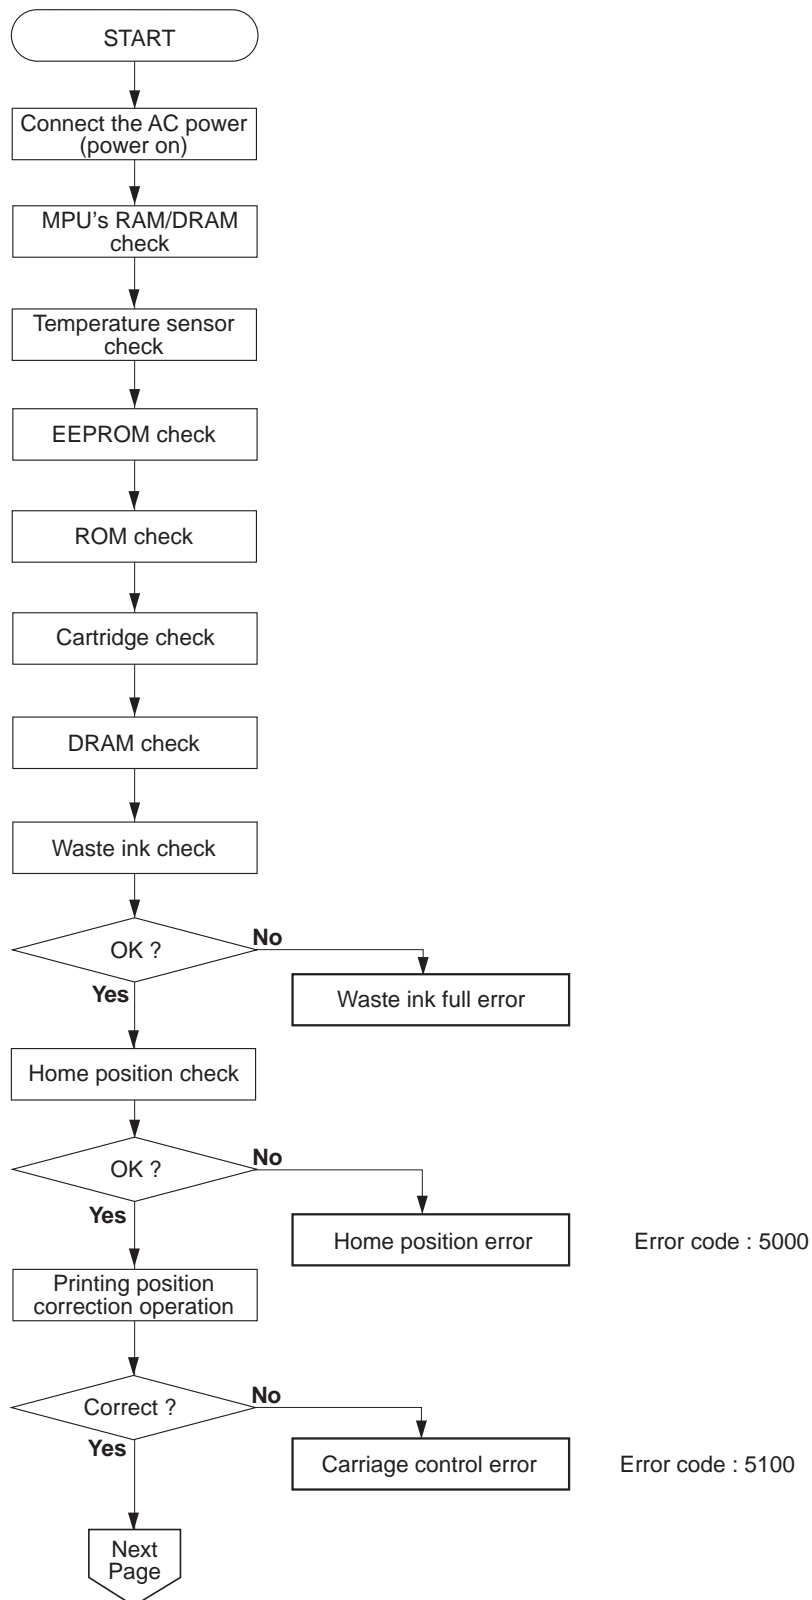 START
Connect the AC power
(power on)
MPU's RAM/DRAM
check
Temperature sensor
check
EEPROM check
ROM check
Cartridge check
DRAM check
Waste ink check
OK ?
No
Yes
Waste ink full error
Home position check
OK ?
No
Yes
Home position error
Error code : 5000
Printing position
correction operation
Correct ?
No
Yes
Carriage control error
Error code : 5100
Next
Page